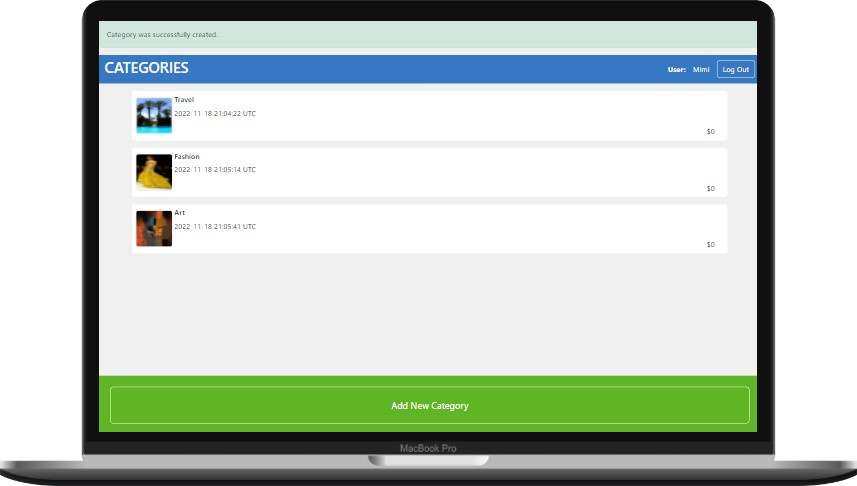 Category was successfully created.
CATEGORIES
User: Mimi Log Out
Travel
2022-11-18 21:04:22 UTC
$0
Fashion
2022-11-18 21:05:14 UTC
$0
Art
2022-11-18 21:05:41 UTC
$0
Add New Category
MacBook Pro